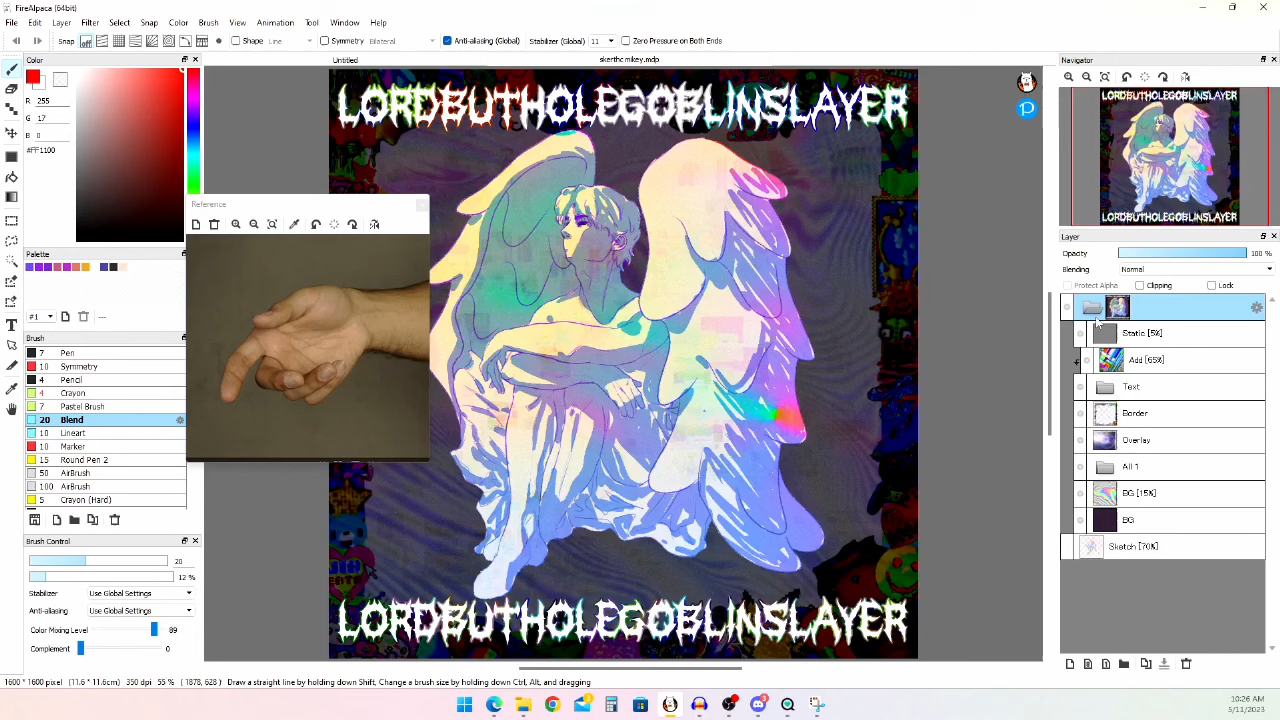 FireAlpaca (64bit)
File Edit Layer Filter Select Snap Color Brush View Animation Tool Window Help
Snap off Shape Line Symmetry Bilateral Anti-aliasing (Global) Stabilizer (Global) 11 Zero Pressure on Both Ends
Untitled skerthc mikey.mdp
Color
R 255
G 17
B 0
#FF1100
Palette
#1 ---
Brush
7 Pen
10 Symmetry
4 Pencil
4 Crayon
7 Pastel Brush
20 Blend
10 Lineart
16 Marker
15 Round Pen 2
50 AirBrush
100 AirBrush
5 Crayon (Hard)
Brush Control
20
12 %
Stabilizer Use Global Settings
Anti-aliasing Use Global Settings
Color Mixing Level 89
Complement 0
Reference
LORDBUTHOLEGOBLINSLAYER
LORDBUTHOLEGOBLINSLAYER
Navigator
LORDBUTHOLEGOBLINSLAYER
LORDBUTHOLEGOBLINSLAYER
Layer
Opacity 100 %
Blending Normal
Protect Alpha Clipping Lock
Static [5%]
Add [65%]
Text
Border
Overlay
All 1
BG [15%]
BG
Sketch [70%]
1600 * 1600 pixel (11.6 * 11.6cm) 350 dpi 55 % (1878, 628) Draw a straight line by holding down Shift, Change a brush size by holding down Ctrl, Alt, and dragging
10:26 AM
5/11/2023